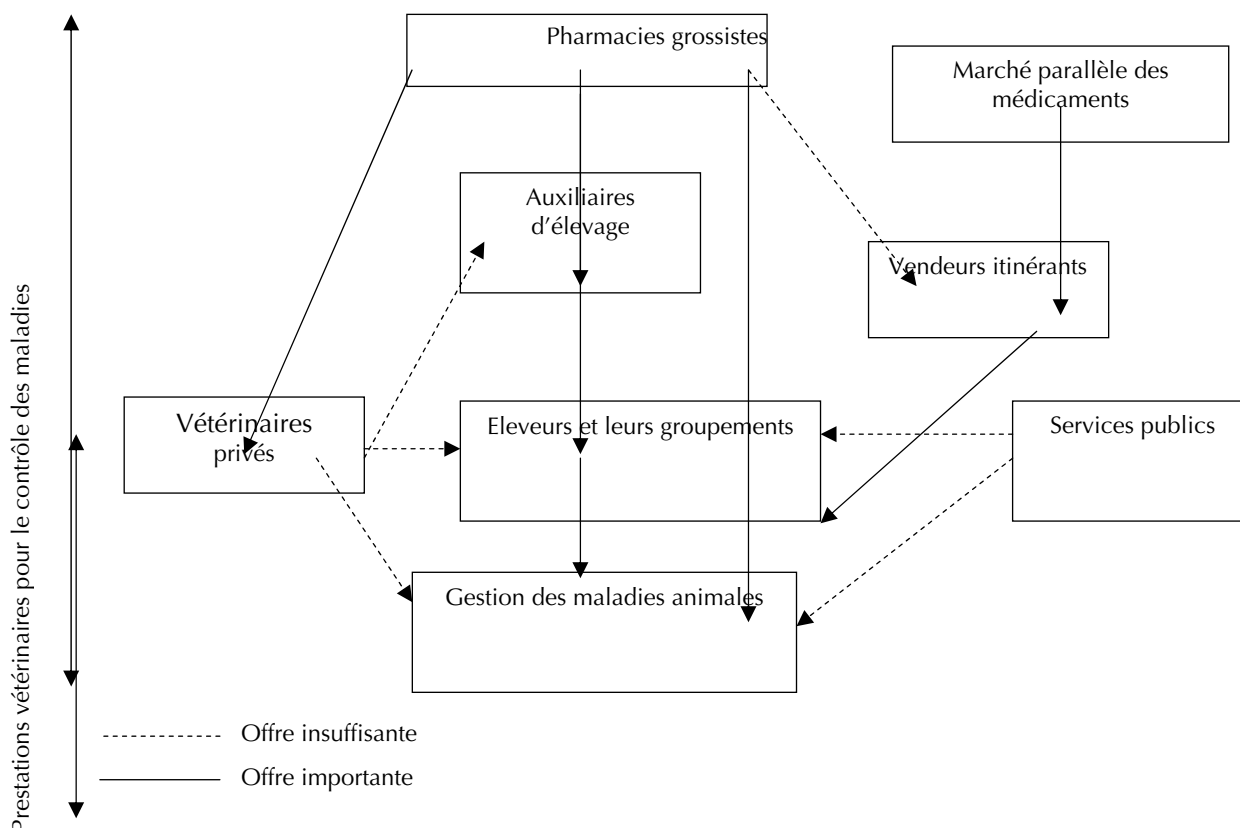 Pharmacies grossistes
Marché parallèle des
médicaments
Auxiliaires
d'élevage
Vendeurs itinérants
Vétérinaires
privés
Eleveurs et leurs groupements
Services publics
Gestion des maladies animales
Prestations vétérinaires pour le contrôle des maladies
Offre insuffisante
Offre importante